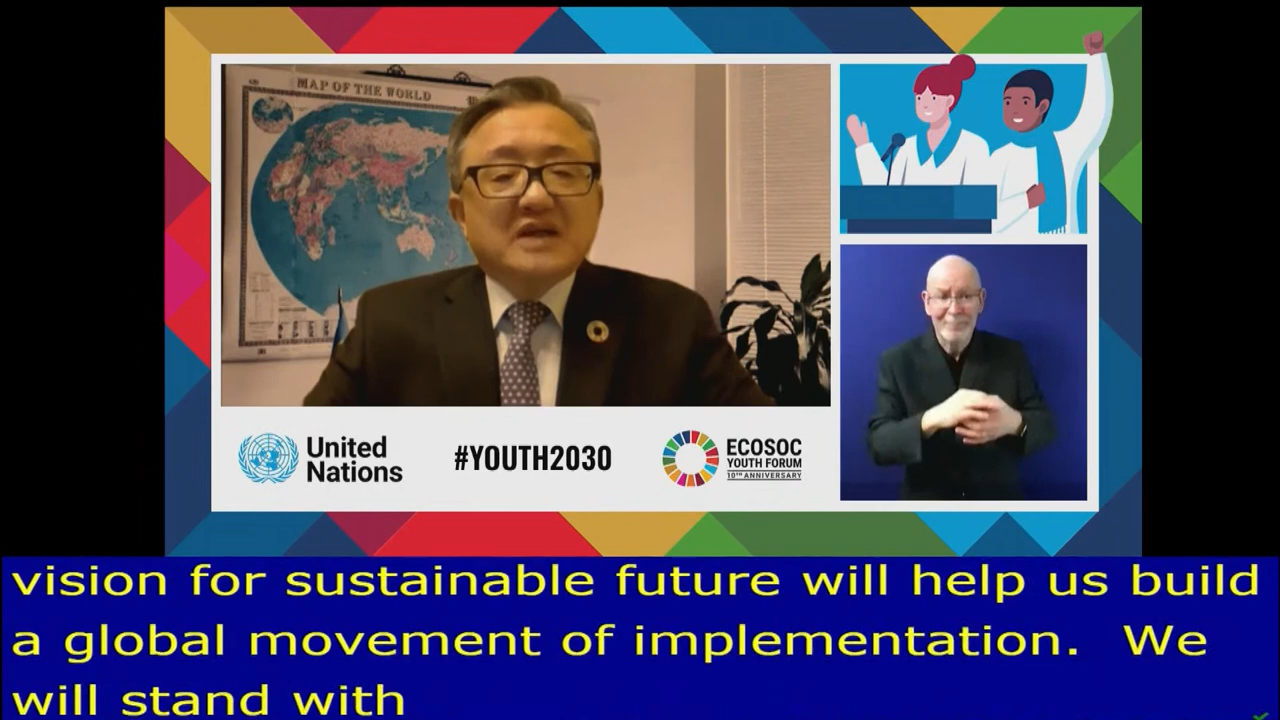 MAP OF THE WORLD
United
Nations
#YOUTH2030
ECOSOC
YOUTH FORUM
10TH ANNIVERSARY
vision for sustainable future will help us build
a global movement of implementation.  We
will stand with